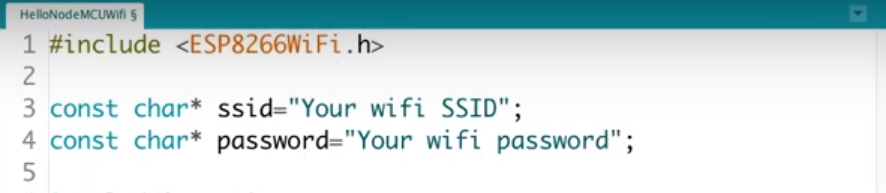 HelloNodeMCUWifi §
1 #include <ESP8266WiFi.h>
2
3 const char* ssid="Your wifi SSID";
4 const char* password="Your wifi password";
5